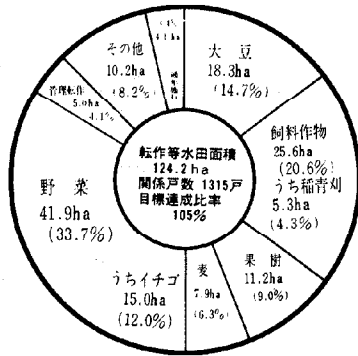 転作等水田面積
124.2ha
関係戸数 1315戸
目標達成比率
105%
大豆
18.3ha
(14.7%)
飼料作物
25.6ha
(20.6%)
うち稲青刈
5.3ha
(4.3%)
果樹
11.2ha
(9.0%)
麦
7.9ha
(6.3%)
野菜
41.9ha
(33.7%)
うちイチゴ
15.0ha
(12.0%)
管理転作
5.0ha
4.1%
その他
10.2ha
(8.2%)
4.1ha